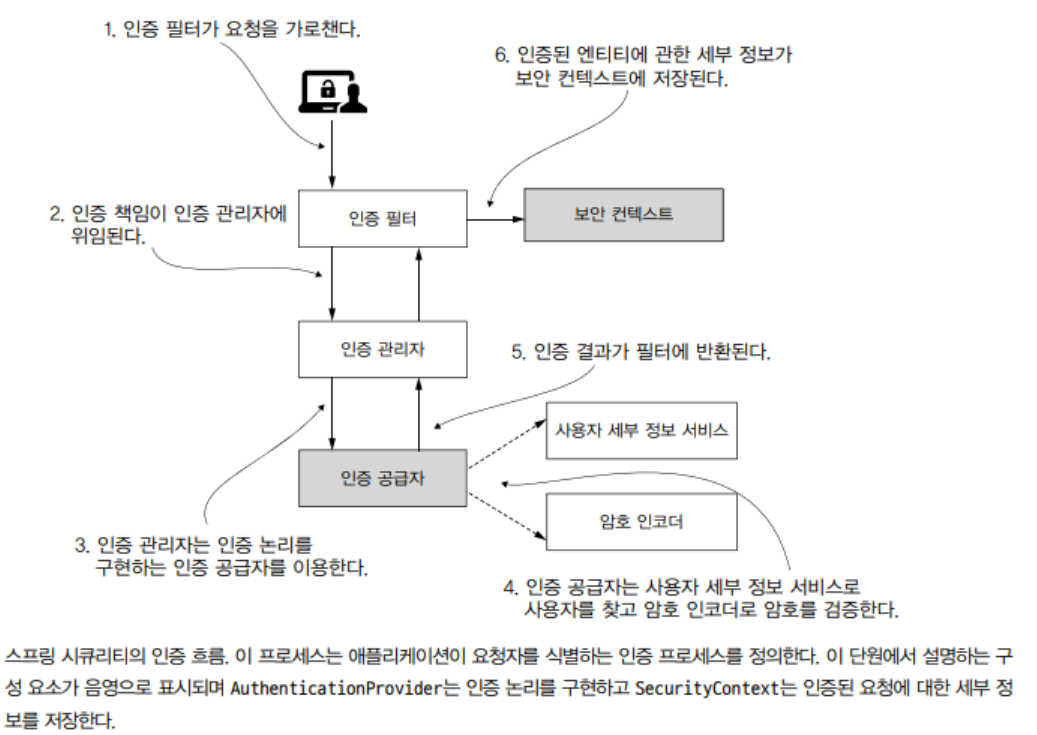 1. 인증 필터가 요청을 가로챈다.
6. 인증된 엔티티에 관한 세부 정보가
보안 컨텍스트에 저장된다.
2. 인증 책임이 인증 관리자에
위임된다.
인증 필터
보안 컨텍스트
인증 관리자
5. 인증 결과가 필터에 반환된다.
사용자 세부 정보 서비스
인증 공급자
암호 인코더
3. 인증 관리자는 인증 논리를
구현하는 인증 공급자를 이용한다.
4. 인증 공급자는 사용자 세부 정보 서비스로
사용자를 찾고 암호 인코더로 암호를 검증한다.
스프링 시큐리티의 인증 흐름. 이 프로세스는 애플리케이션이 요청자를 식별하는 인증 프로세스를 정의한다. 이 단원에서 설명하는 구
성 요소가 음영으로 표시되며 AuthenticationProvider는 인증 논리를 구현하고 SecurityContext는 인증된 요청에 대한 세부 정
보를 저장한다.